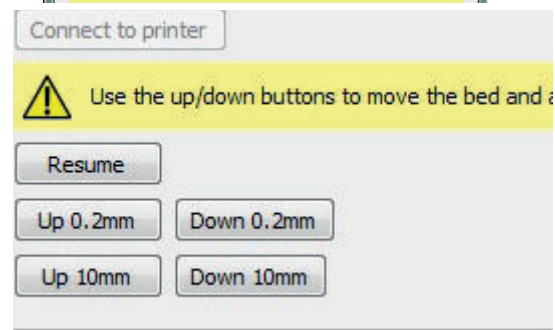 Connect to printer
Use the up/down buttons to move the bed and
Resume
Up 0.2mm Down 0.2mm
Up 10mm Down 10mm